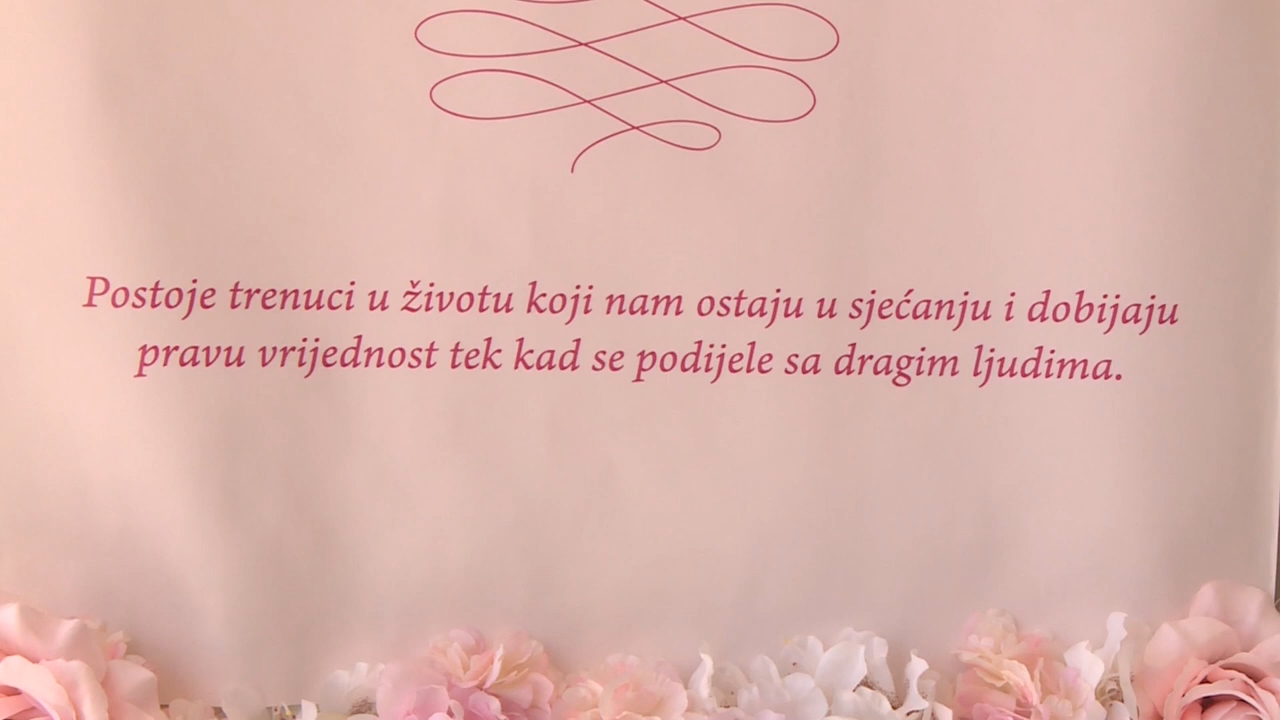 Postoje trenuci u životu koji nam ostaju u sjećanju i dobijaju
pravu vrijednost tek kad se podijele sa dragim ljudima.